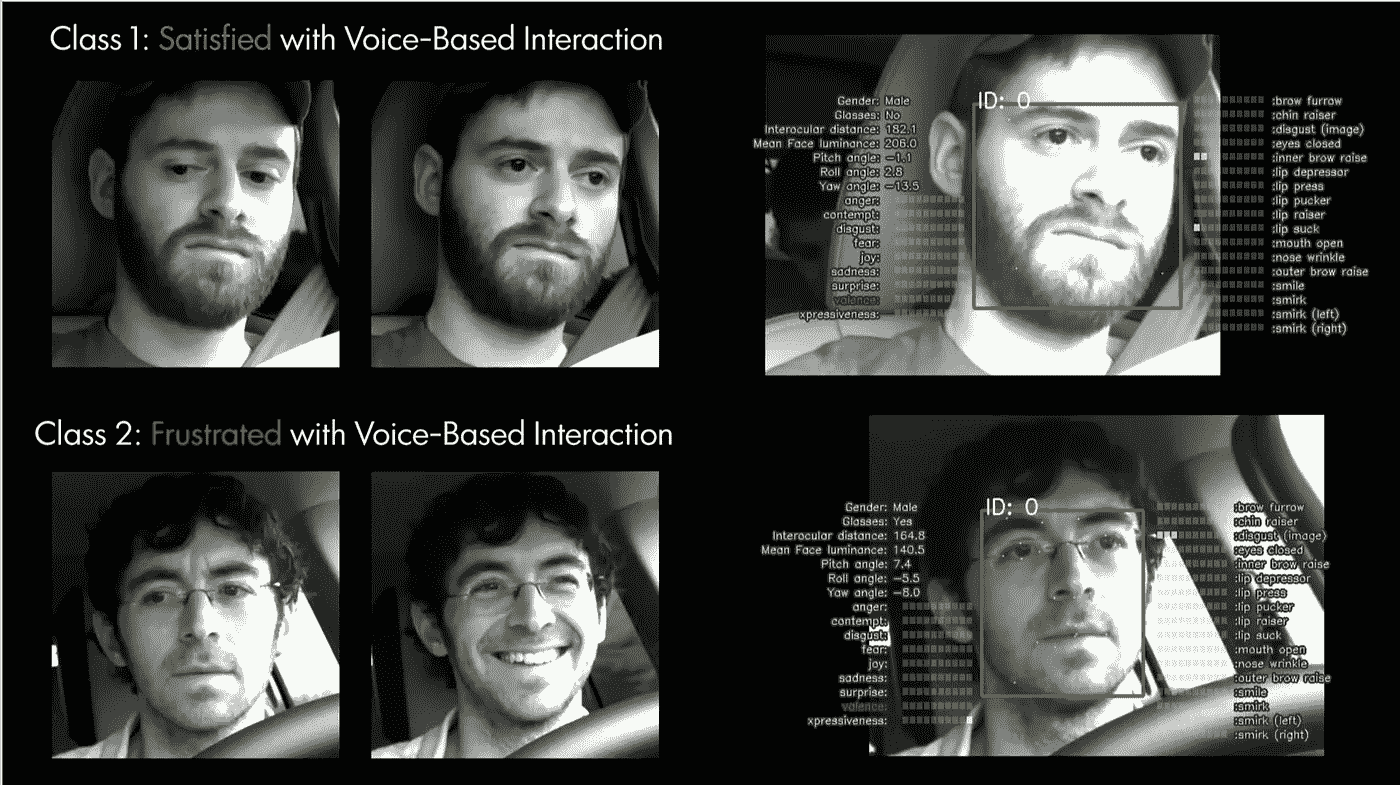 Class 1: Satisfied with Voice-Based Interaction
ID: 0
Gender: Male
Glasses: No
Interocular distance: 182.1
Mean Face luminance: 206.0
Pitch angle: -1.1
Roll angle: 2.8
Yaw angle: -13.5
anger:
contempt:
disgust:
fear:
joy:
sadness:
surprise:
valence:
xpressiveness:
:brow furrow
:chin raiser
:disgust (image)
:eyes closed
:inner brow raise
:lip depressor
:lip press
:lip pucker
:lip raiser
:lip suck
:mouth open
:nose wrinkle
:outer brow raise
:smile
:smirk
:smirk (left)
:smirk (right)
Class 2: Frustrated with Voice-Based Interaction
ID: 0
Gender: Male
Glasses: Yes
Interocular distance: 164.8
Mean Face luminance: 140.5
Pitch angle: 7.4
Roll angle: -5.5
Yaw angle: -8.0
anger:
contempt:
disgust:
fear:
joy:
sadness:
surprise:
valence:
xpressiveness:
:brow furrow
:chin raiser
:disgust (image)
:eyes closed
:inner brow raise
:lip depressor
:lip press
:lip pucker
:lip raiser
:lip suck
:mouth open
:nose wrinkle
:outer brow raise
:smile
:smirk
:smirk (left)
:smirk (right)